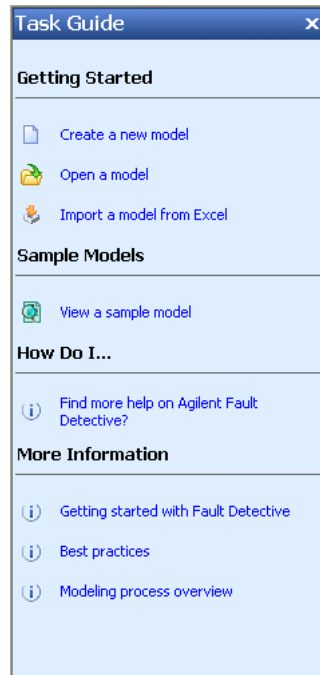 Task Guide
Getting Started
Create a new model
Open a model
Import a model from Excel
Sample Models
View a sample model
How Do I...
Find more help on Agilent Fault
Detective?
More Information
Getting started with Fault Detective
Best practices
Modeling process overview